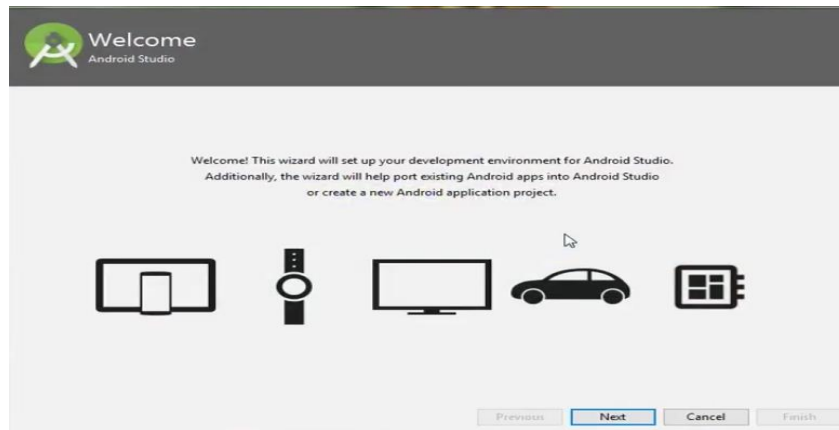 Welcome
Android Studio
Welcome! This wizard will set up your development environment for Android Studio.
Additionally, the wizard will help port existing Android apps into Android Studio
or create a new Android application project.
Previous
Next
Cancel
Finish